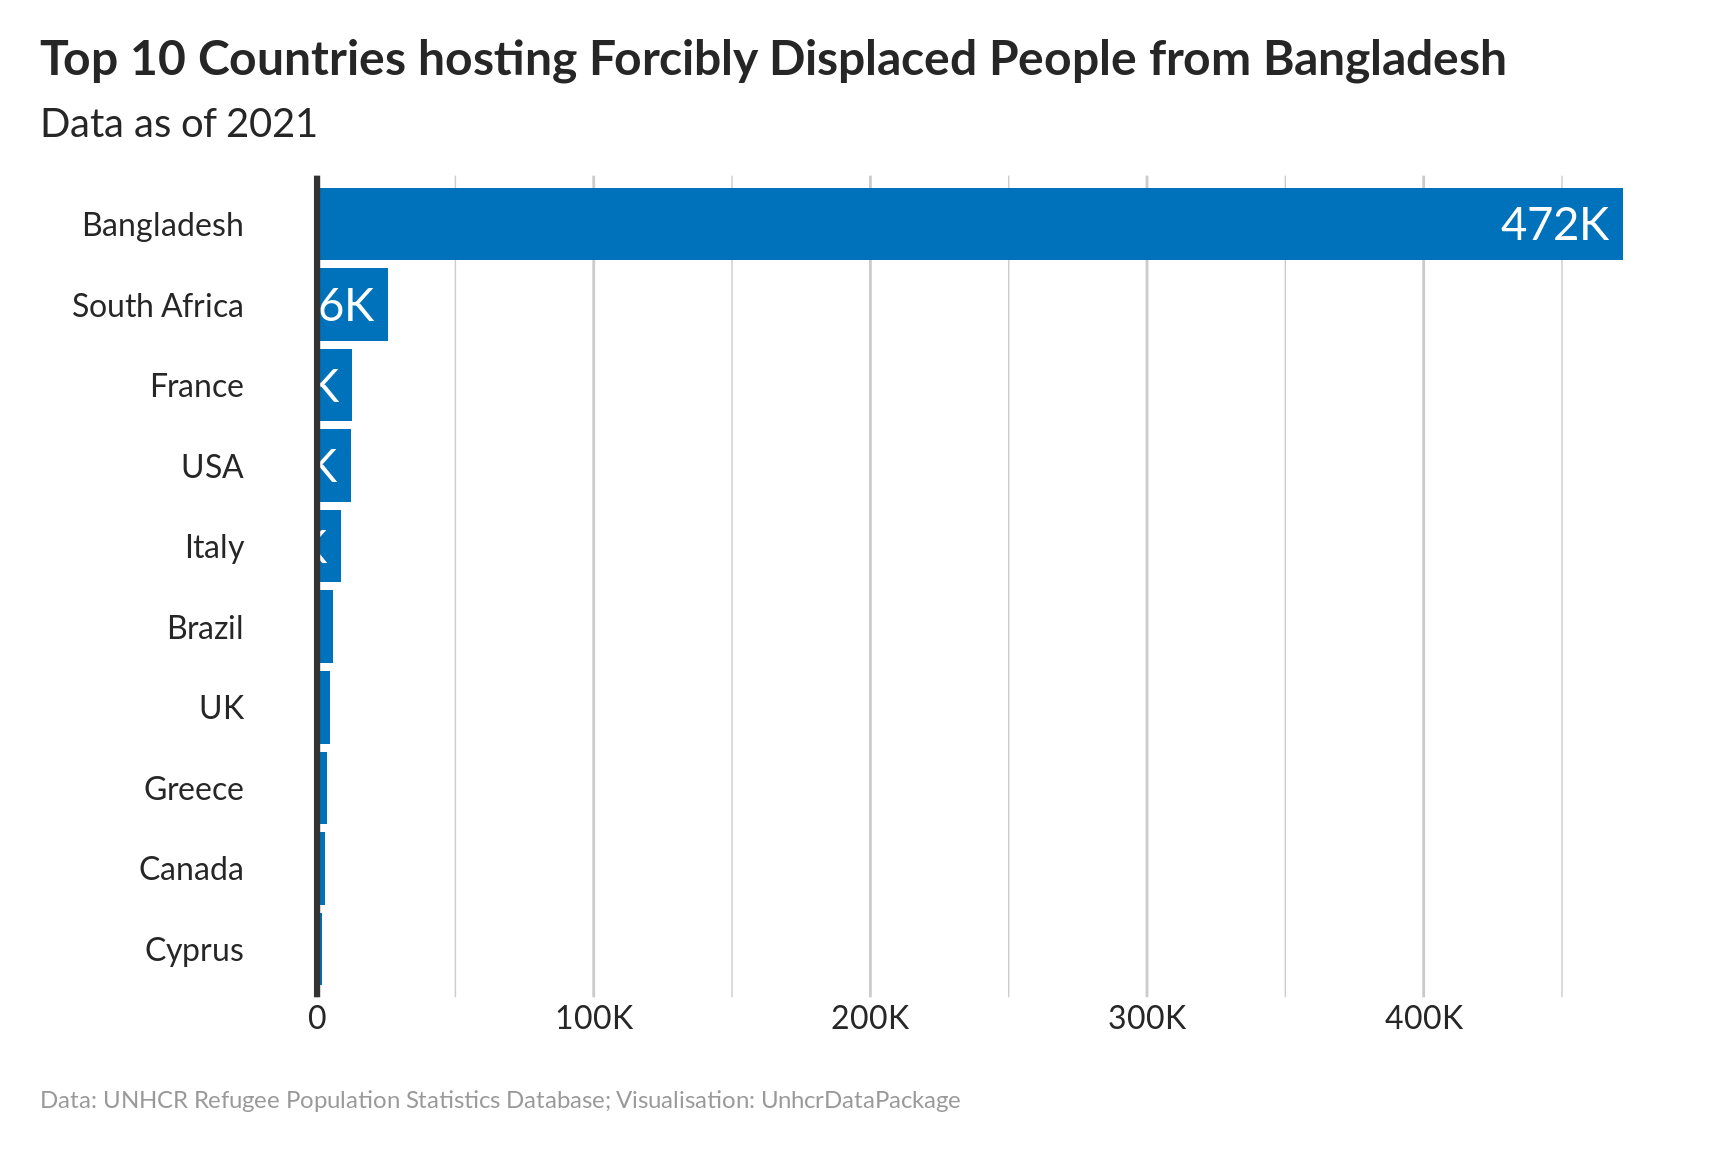 Top 10 Countries hosting Forcibly Displaced People from Bangladesh
Data as of 2021
Bangladesh
472K
South Africa
6K
France
K
USA
K
Italy
K
Brazil
UK
Greece
Canada
Cyprus
0 100K 200K 300K 400K
Data: UNHCR Refugee Population Statistics Database; Visualisation: UnhcrDataPackage